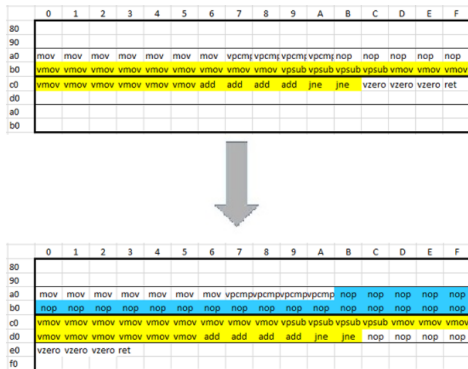 0 1 2 3 4 5 6 7 8 9 A B C D E F
80
90
a0 mov mov mov mov mov mov mov vpcmp vpcmp vpcmp vpcmp nop nop nop nop nop
b0 vmov vmov vmov vmov vmov vmov vmov vmov vmov vpsub vpsub vpsub vpsub vmov vmov vmov
c0 vmov vmov vmov vmov vmov vmov add add add add jne jne vzero vzero vzero ret
d0
a0
b0
0 1 2 3 4 5 6 7 8 9 A B C D E F
80
90
a0 mov mov mov mov mov mov mov vpcmp vpcmp vpcmp vpcmp nop nop nop nop nop
b0 nop nop nop nop nop nop nop nop nop nop nop nop nop nop nop nop
c0 vmov vmov vmov vmov vmov vmov vmov vmov vmov vpsub vpsub vpsub vpsub vmov vmov vmov
d0 vmov vmov vmov vmov vmov vmov add add add add jne jne nop nop nop nop
e0 vzero vzero vzero ret
f0